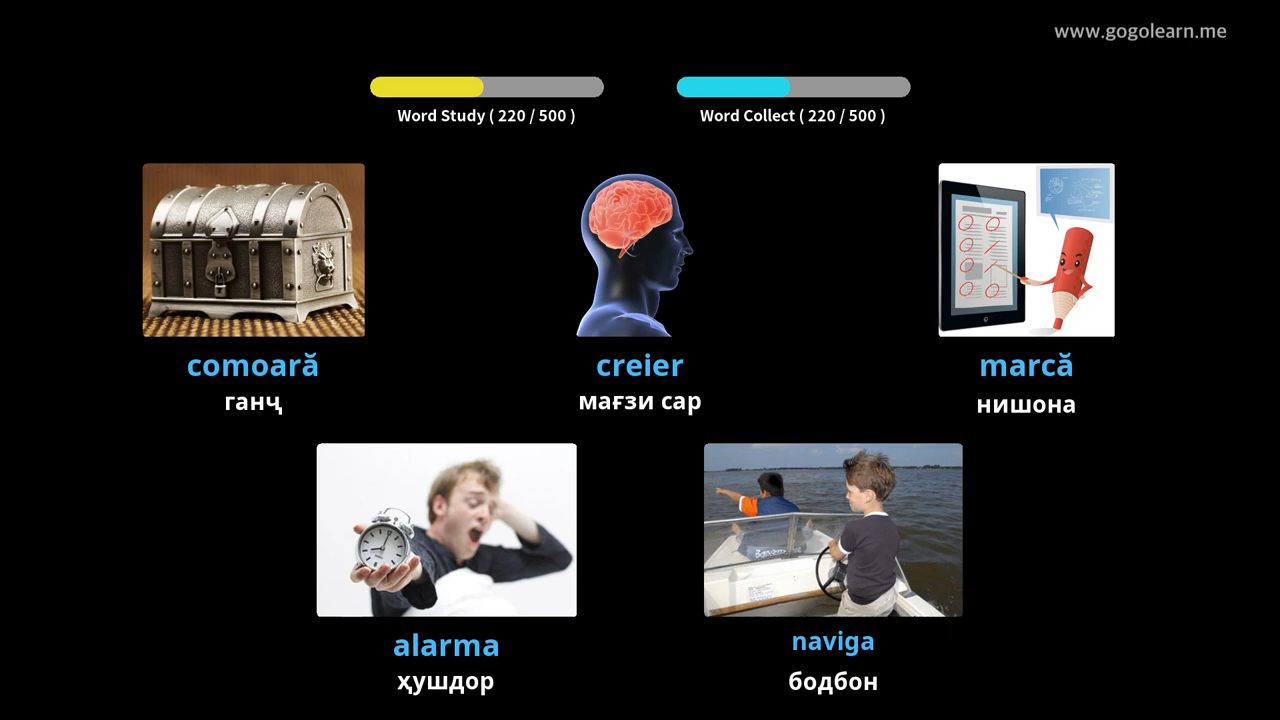 www.gogolearn.me
Word Study ( 220 / 500 )
Word Collect ( 220 / 500 )
comoară
ганҷ
creier
мағзи сар
marcă
нишона
alarma
ҳушдор
naviga
бодбон